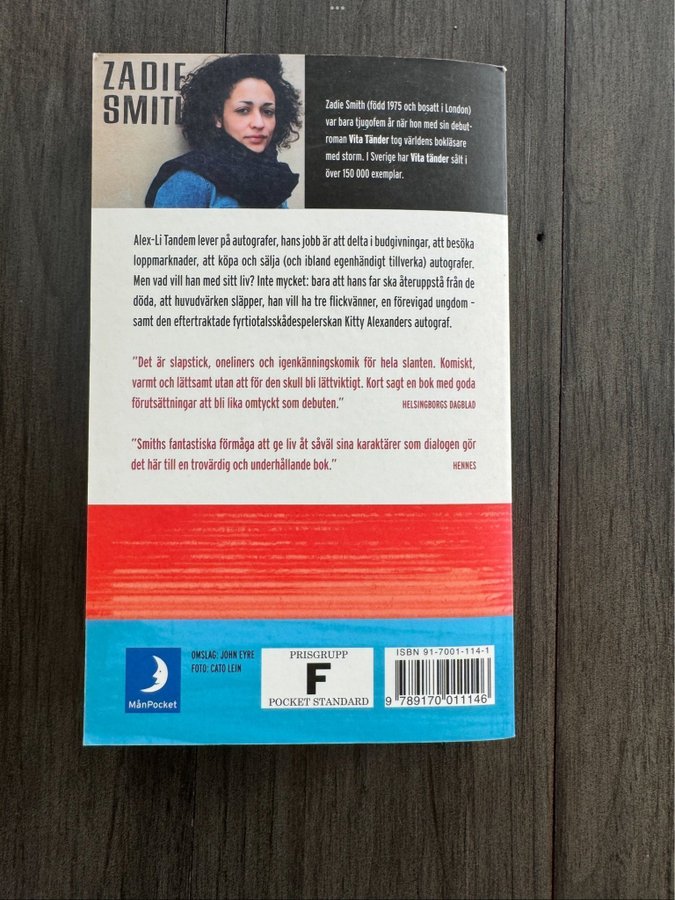 ZADIE
SMITH
Zadie Smith (född 1975 och bosatt i London)
var bara tjugofem år när hon med sin debut-
roman Vita Tänder tog världens bokläsare
med storm. I Sverige har Vita tänder sålt i
över 150 000 exemplar.
Alex-Li Tandem lever på autografer, hans jobb är att delta i budgivningar, att besöka
loppmarknader, att köpa och sälja (och ibland egenhändigt tillverka) autografer.
Men vad vill han med sitt liv? Inte mycket: bara att hans far ska återuppstå från de
döda, att huvudvärken släpper, han vill ha tre flickvänner, en förevigad ungdom –
samt den eftertraktade fyrtiotalsskådespelerskan Kitty Alexanders autograf.
"Det är slapstick, oneliners och igenkänningskomik för hela slanten. Komiskt,
varmt och lättsamt utan att för den skull bli lättviktigt. Kort sagt en bok med goda
förutsättningar att bli lika omtyckt som debuten." HELSINGBORGS DAGBLAD
"Smiths fantastiska förmåga att ge liv åt såväl sina karaktärer som dialogen gör
det här till en trovärdig och underhållande bok." HENNES
MånPocket
OMSLAG: JOHN EYRE
FOTO: CATO LEIN
PRISGRUPP
F
POCKET STANDARD
ISBN 91-7001-114-1
9 789170 011146